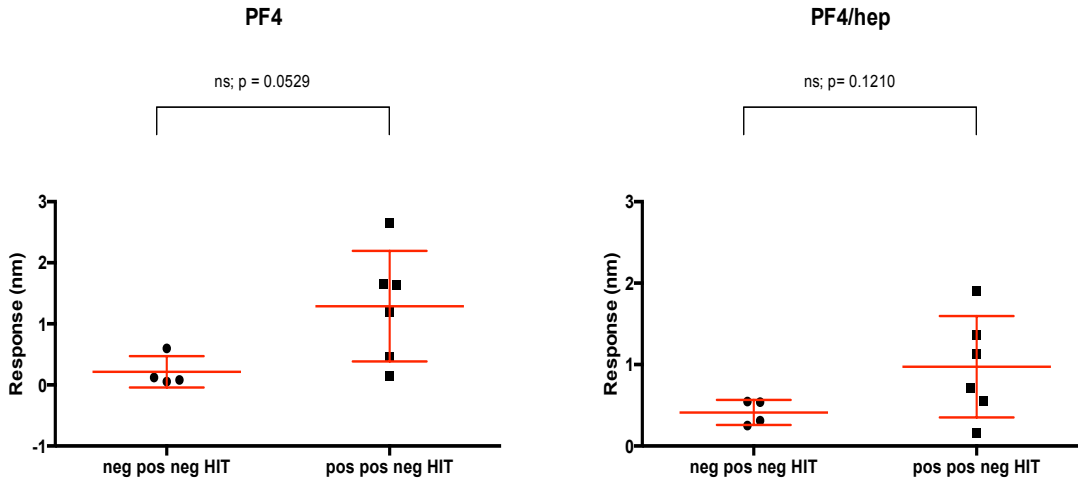 PF4
ns; p = 0.0529
Response (nm)
3
2
1
0
-1
neg pos neg HIT
pos pos neg HIT
PF4/hep
ns; p= 0.1210
Response (nm)
3
2
1
0
neg pos neg HIT
pos pos neg HIT